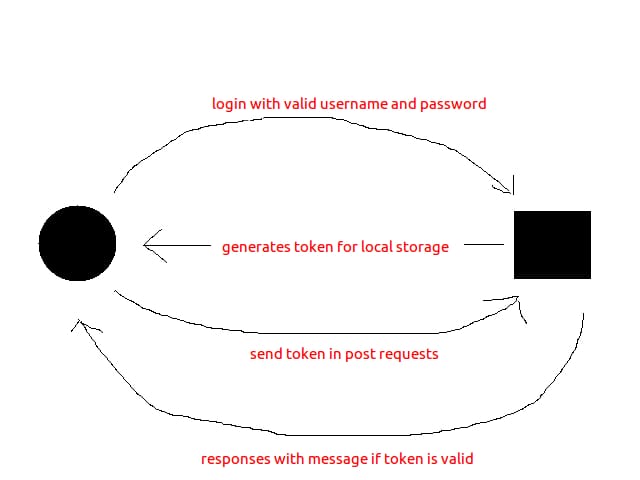 login with valid username and password
generates token for local storage
send token in post requests
responses with message if token is valid